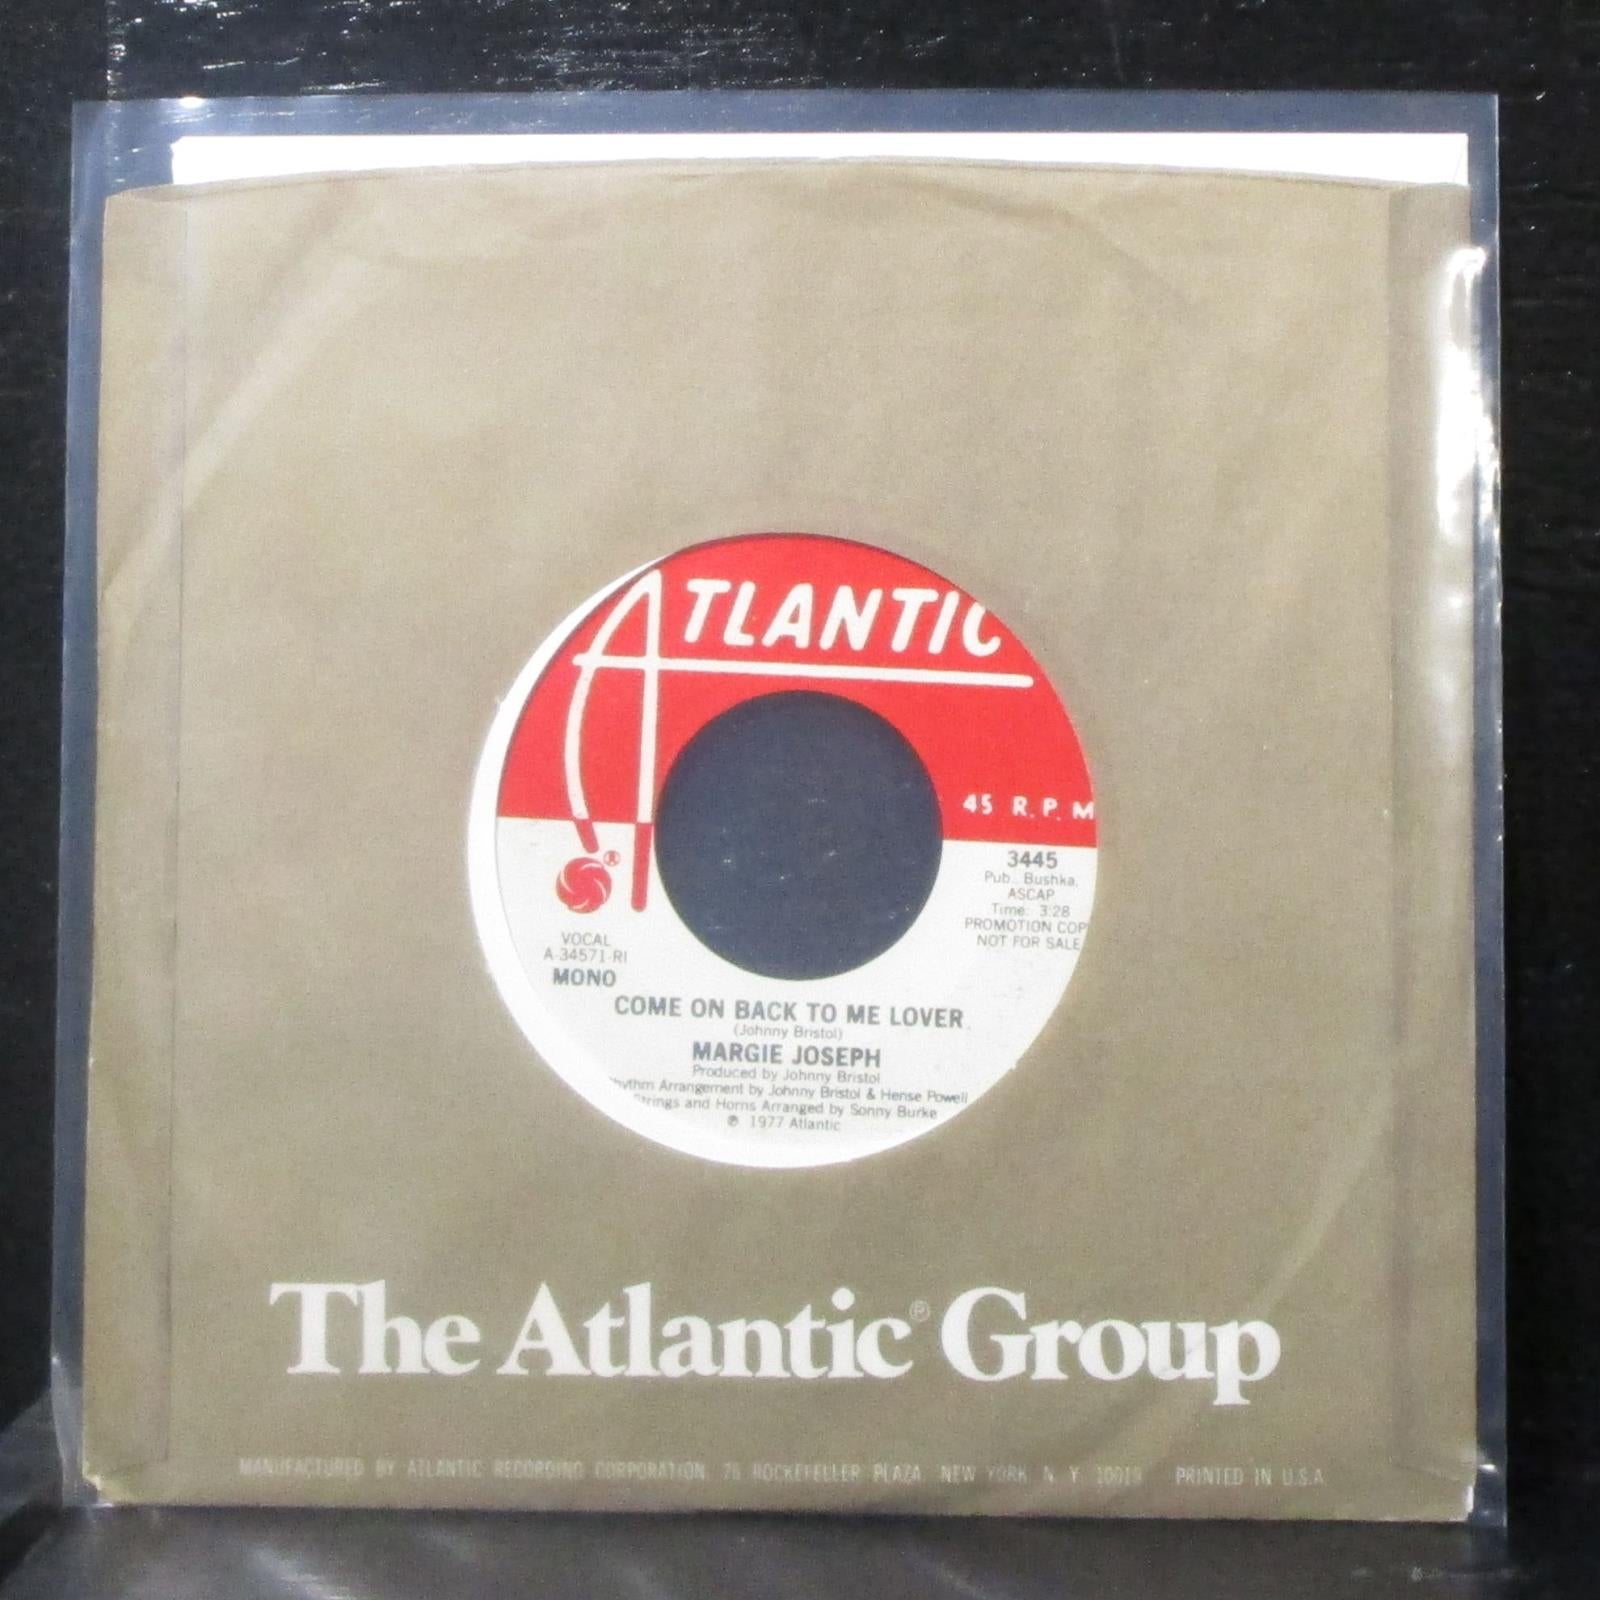 ATLANTIC
45 R.P.M
3445
Pub., Bushka,
ASCAP
Time: 3:28
PROMOTION COP
NOT FOR SALE
®
VOCAL
A-34571-RI
MONO
COME ON BACK TO ME LOVER
(Johnny Bristol)
MARGIE JOSEPH
Produced by Johnny Bristol
hythm Arrangement by Johnny Bristol & Hense Powell
Strings and Horns Arranged by Sonny Burke
℗ 1977 Atlantic
The Atlantic® Group
MANUFACTURED BY ATLANTIC RECORDING CORPORATION, 75 ROCKEFELLER PLAZA, NEW YORK, N. Y. 10019 PRINTED IN U.S.A.